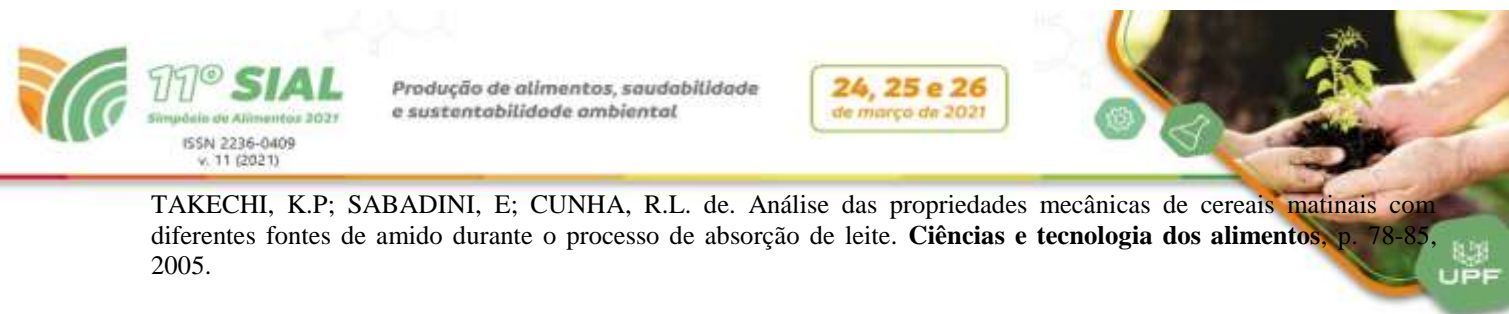 11º SIAL
Simpósio de Alimentos 2021
ISSN 2236-0409
v. 11 (2021)
Produção de alimentos, saudabilidade
e sustentabilidade ambiental
24, 25 e 26
de março de 2021
TAKECHI, K.P; SABADINI, E; CUNHA, R.L. de. Análise das propriedades mecânicas de cereais matinais com
diferentes fontes de amido durante o processo de absorção de leite. Ciências e tecnologia dos alimentos, p. 78-85,
2005.
UPF